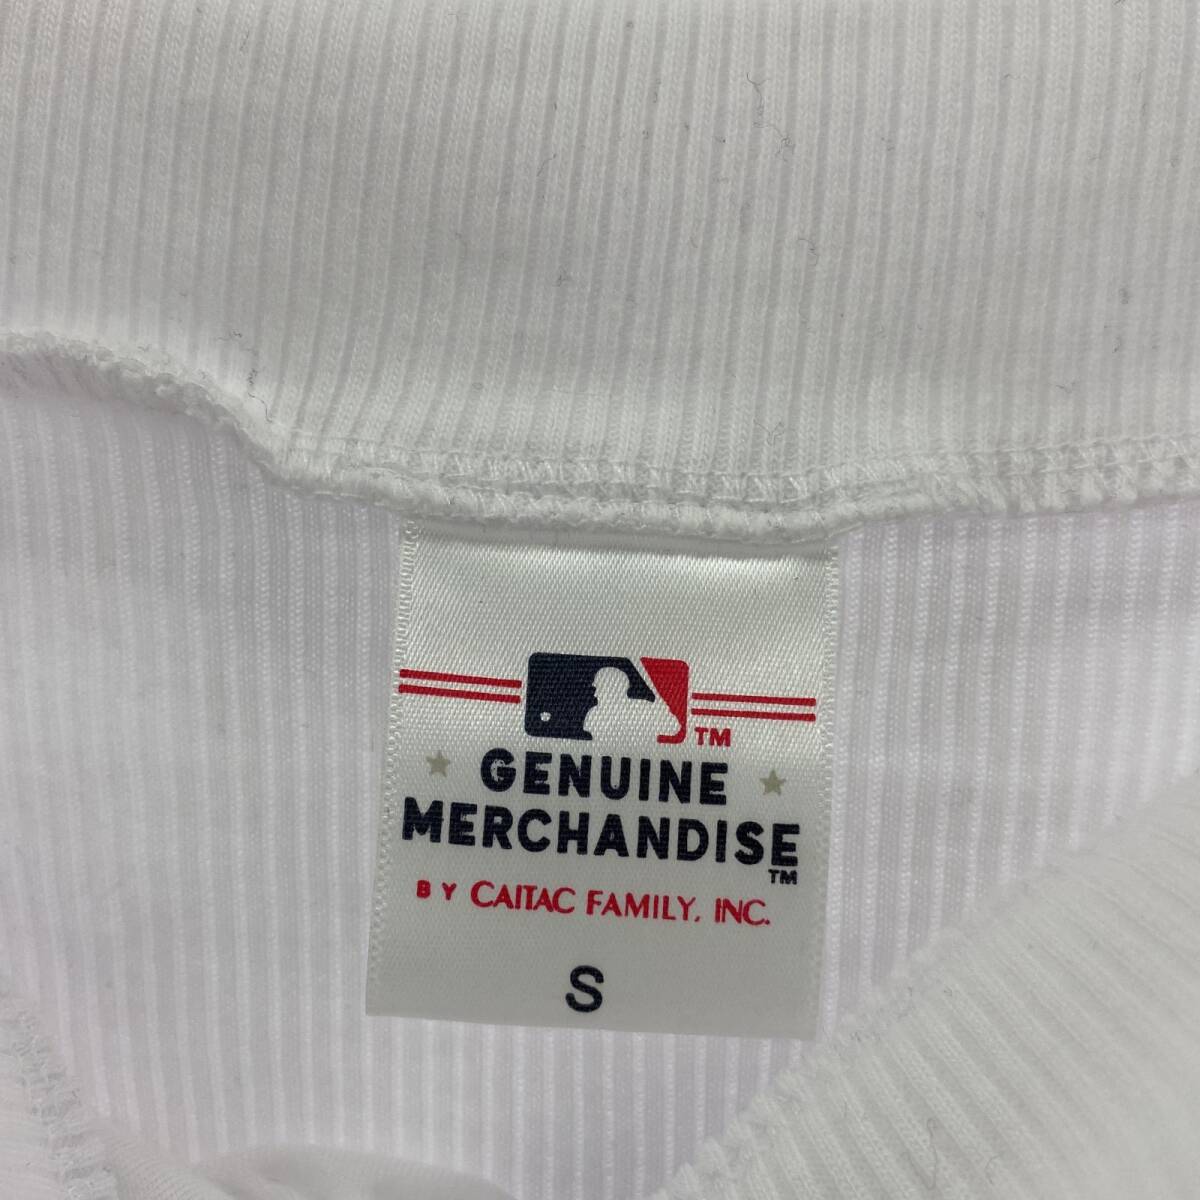 TM
GENUINE
MERCHANDISE
TM
BY CAITAC FAMILY, INC.
S